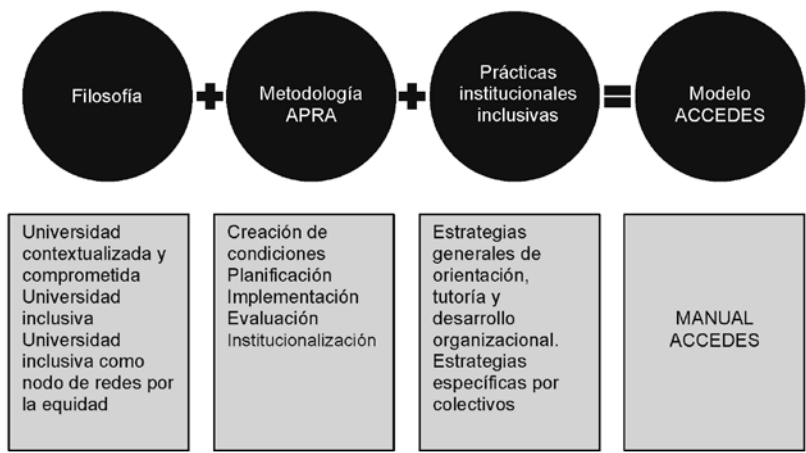 Filosofía
+
Metodología
APRA
+
Prácticas
institucionales
inclusivas
=
Modelo
ACCEDES
Universidad
contextualizada y
comprometida
Universidad
inclusiva
Universidad
inclusiva como
nodo de redes por
la equidad
Creación de
condiciones
Planificación
Implementación
Evaluación
Institucionalización
Estrategias
generales de
orientación,
tutoría y
desarrollo
organizacional.
Estrategias
específicas por
colectivos
MANUAL
ACCEDES